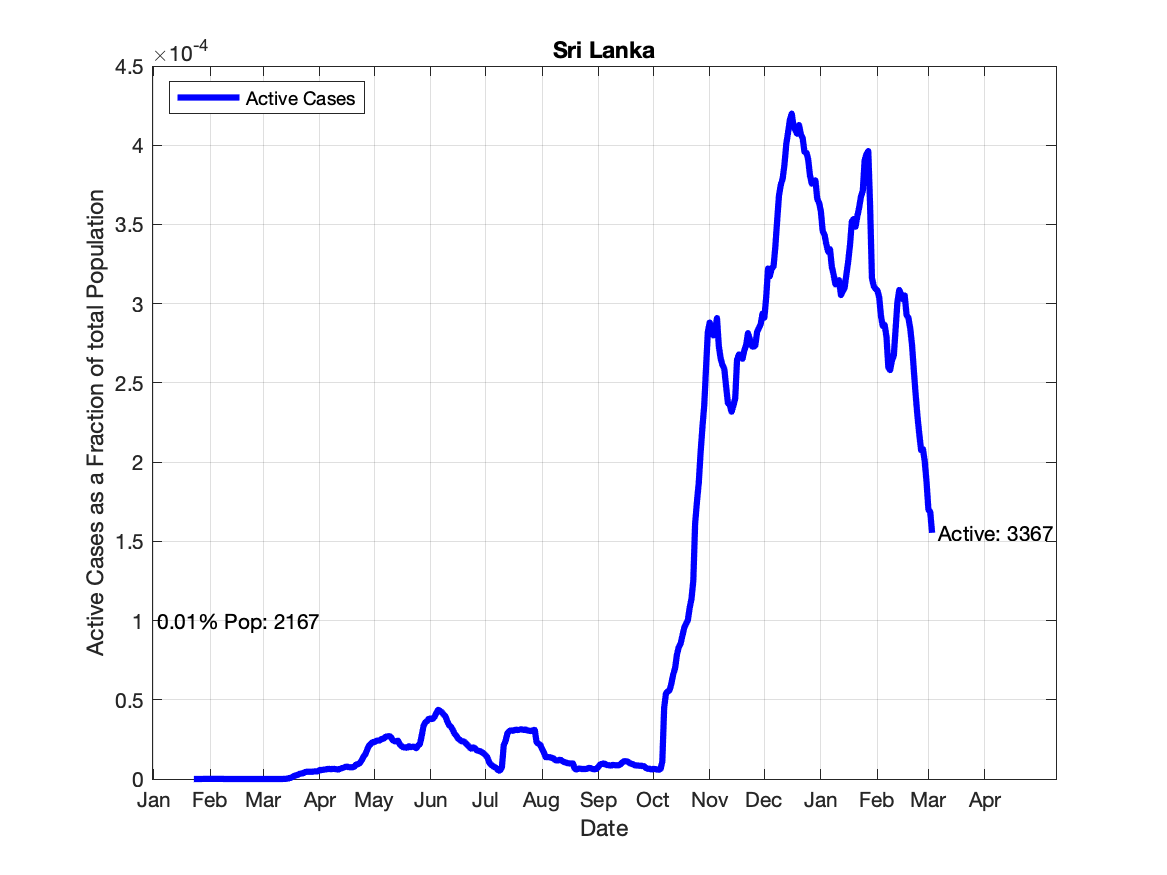 Sri Lanka
×10-4
Active Cases
4.5
4
3.5
3
2.5
2
1.5
1
0.5
0
Active Cases as a Fraction of total Population
0.01% Pop: 2167
Active: 3367
Jan Feb Mar Apr May Jun Jul Aug Sep Oct Nov Dec Jan Feb Mar Apr
Date